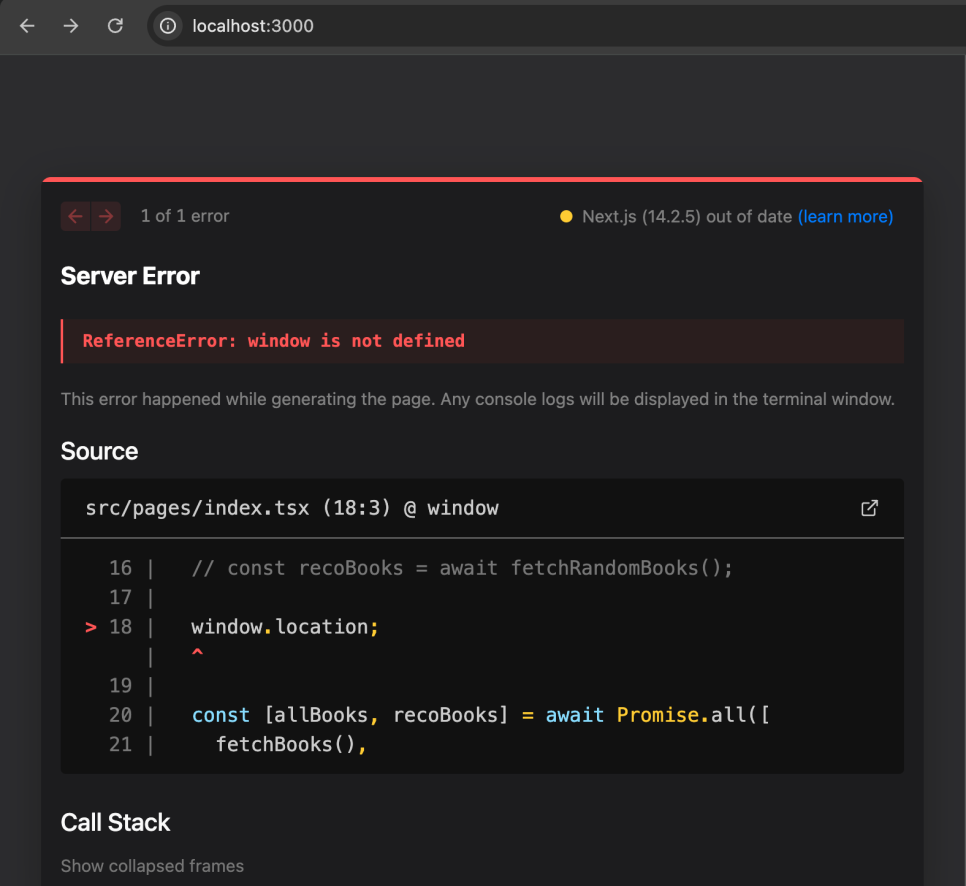 localhost:3000
1 of 1 error
Next.js (14.2.5) out of date (learn more)
Server Error
ReferenceError: window is not defined
This error happened while generating the page. Any console logs will be displayed in the terminal window.
Source
src/pages/index.tsx (18:3) @ window
16 |   // const recoBooks = await fetchRandomBooks();
17 |
> 18 |   window.location;
|   ^
19 |
20 |   const [allBooks, recoBooks] = await Promise.all([
21 |     fetchBooks(),
Call Stack
Show collapsed frames